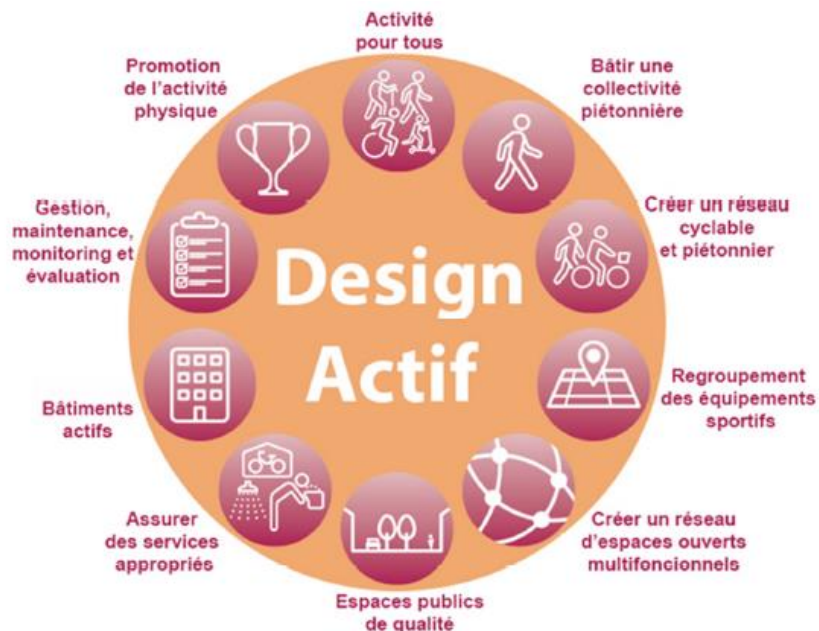 Activité
pour tous
Bâtir une
collectivité
piétonnière
Créer un réseau
cyclable
et piétonnier
Regroupement
des équipements
sportifs
Créer un réseau
d'espaces ouverts
multifoncionnels
Espaces publics
de qualité
Assurer
des services
appropriés
Bâtiments
actifs
Gestion,
maintenance,
monitoring et
évaluation
Promotion
de l'activité
physique
Design
Actif